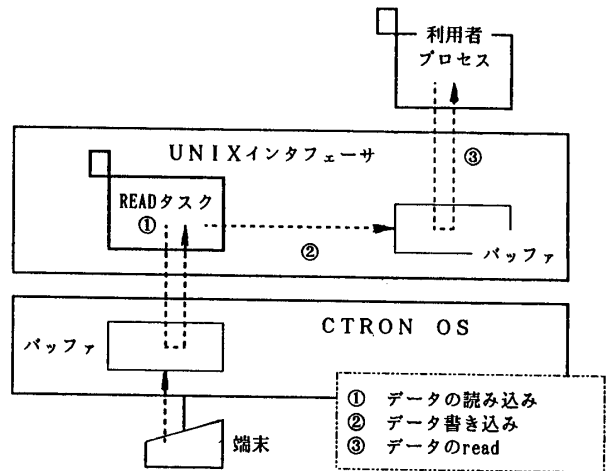 利用者
プロセス
UNIXインタフェーサ
③
READタスク
①
②
バッファ
CTRON OS
バッファ
① データの読み込み
② データ書き込み
③ データのread
端末